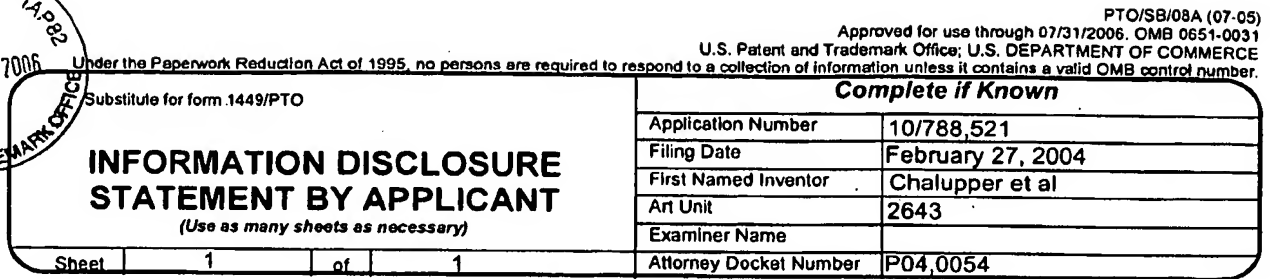 PTO/SB/08A (07-05)
Approved for use through 07/31/2006. OMB 0651-0031
U.S. Patent and Trademark Office; U.S. DEPARTMENT OF COMMERCE
2006 Under the Paperwork Reduction Act of 1995, no persons are required to respond to a collection of information unless it contains a valid OMB control number.
Substitute for form 1449/PTO
INFORMATION DISCLOSURE
STATEMENT BY APPLICANT
(Use as many sheets as necessary)
Sheet 1 of 1
Complete if Known
Application Number 10/788,521
Filing Date February 27, 2004
First Named Inventor Chalupper et al
Art Unit 2643
Examiner Name
Attorney Docket Number P04,0054